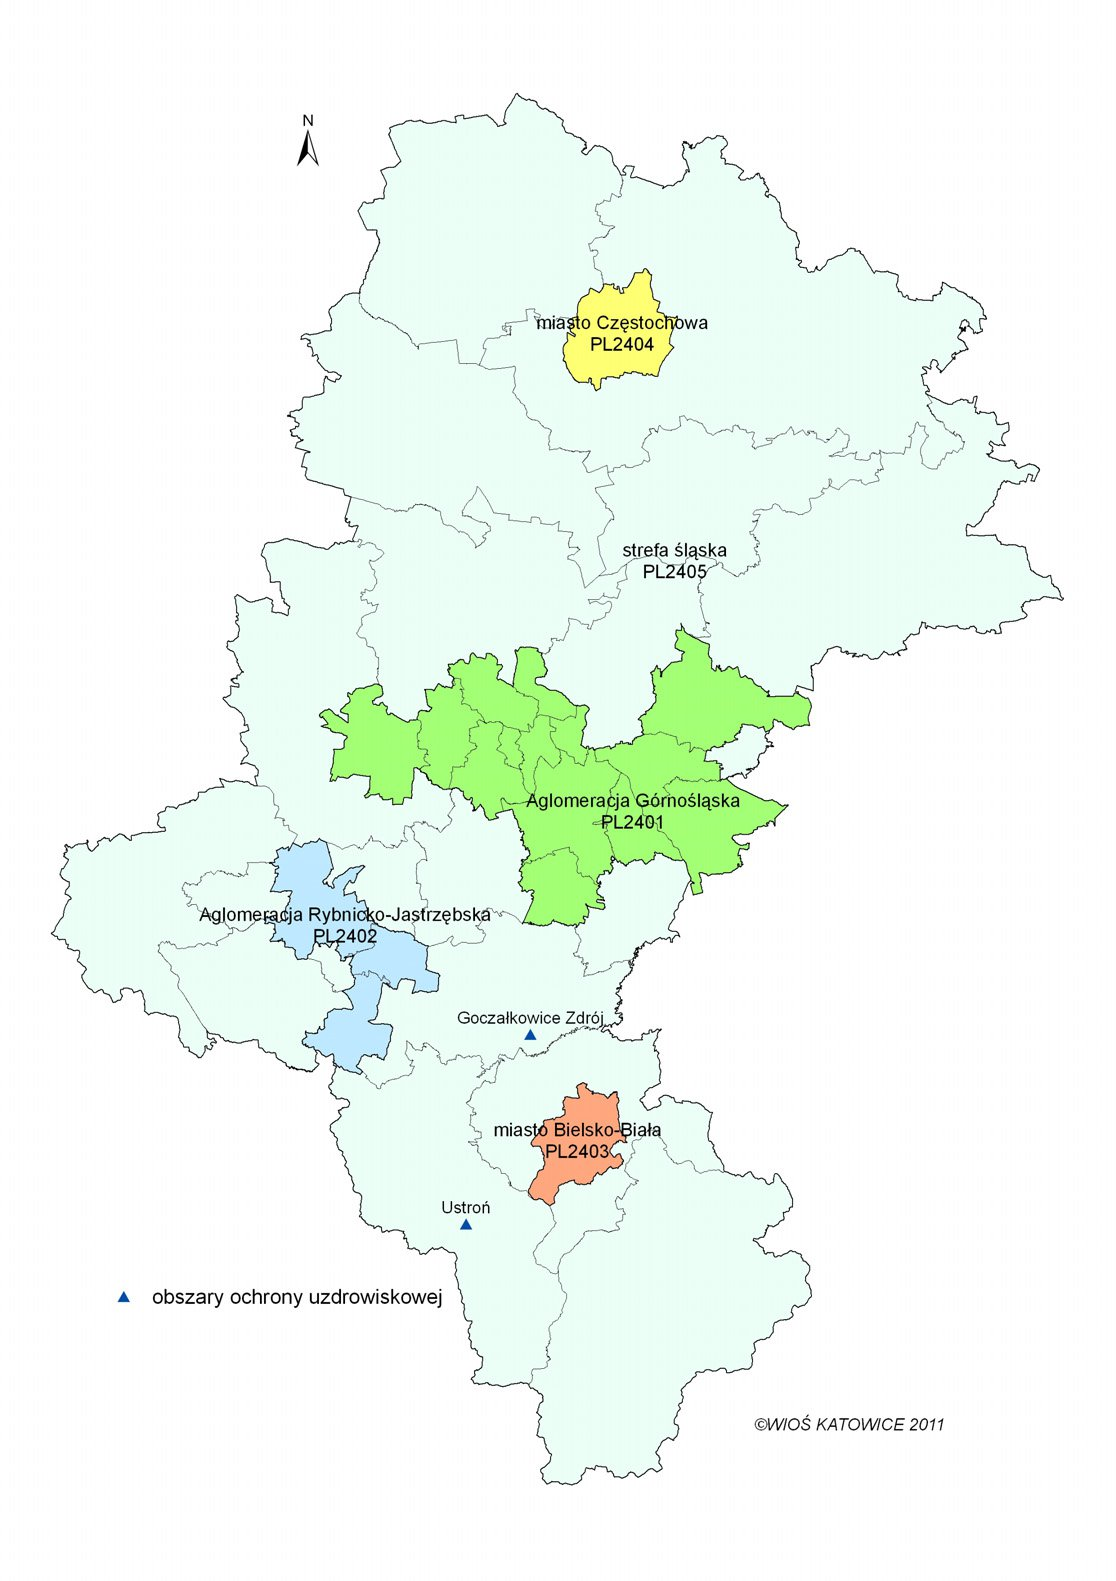 N
miasto Częstochowa
PL2404
strefa śląska
PL2405
Aglomeracja Górnośląska
PL2401
Aglomeracja Rybnicko-Jastrzębska
PL2402
Goczałkowice Zdrój
miasto Bielsko-Biała
PL2403
Ustroń
obszary ochrony uzdrowiskowej
©WIOŚ KATOWICE 2011